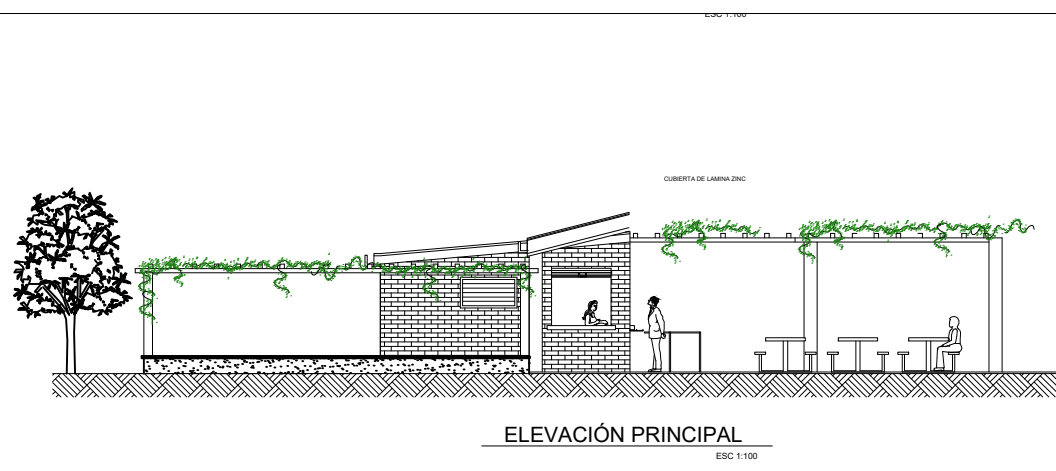 ESC 1:100
CUBIERTA DE LAMINA ZINC
ELEVACIÓN PRINCIPAL
ESC 1:100